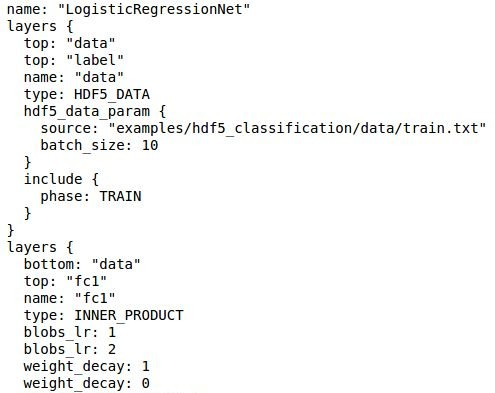 name: "LogisticRegressionNet"
layers {
  top: "data"
  top: "label"
  name: "data"
  type: HDF5_DATA
  hdf5_data_param {
    source: "examples/hdf5_classification/data/train.txt"
    batch_size: 10
  }
  include {
    phase: TRAIN
  }
}
layers {
  bottom: "data"
  top: "fc1"
  name: "fc1"
  type: INNER_PRODUCT
  blobs_lr: 1
  blobs_lr: 2
  weight_decay: 1
  weight_decay: 0